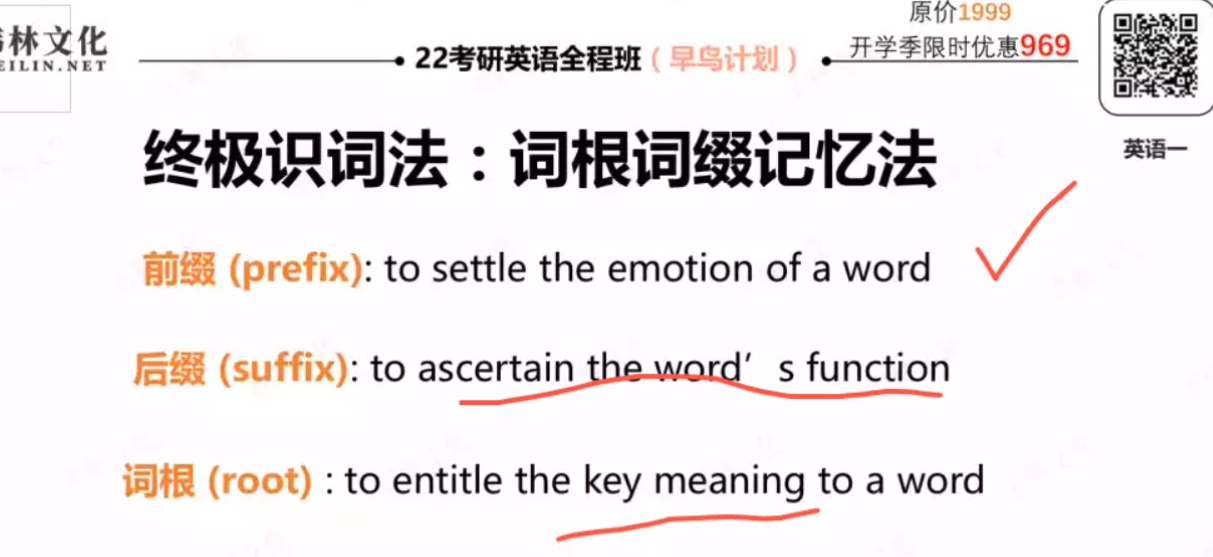 林文化
EILIN.NET
22考研英语全程班（早鸟计划）
原价1999
开学季限时优惠969
英语一
终极识词法：词根词缀记忆法
前缀 (prefix): to settle the emotion of a word
后缀 (suffix): to ascertain the word’s function
词根 (root) : to entitle the key meaning to a word